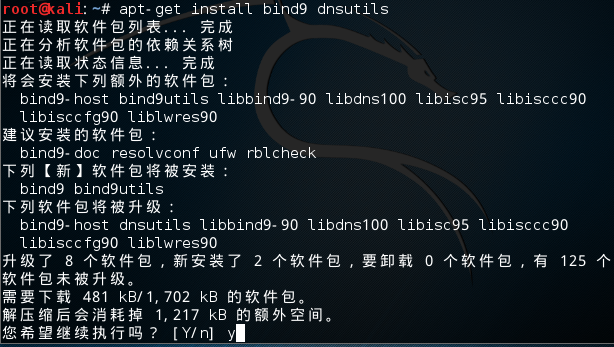 root@kali:~# apt-get install bind9 dnsutils
正在读取软件包列表... 完成
正在分析软件包的依赖关系树
正在读取状态信息... 完成
将会安装下列额外的软件包：
  bind9-host bind9utils libbind9-90 libdns100 libisc95 libisccc90
  libisccfg90 liblwres90
建议安装的软件包：
  bind9-doc resolvconf ufw rblcheck
下列【新】软件包将被安装：
  bind9 bind9utils
下列软件包将被升级：
  bind9-host dnsutils libbind9-90 libdns100 libisc95 libisccc90
  libisccfg90 liblwres90
升级了 8 个软件包，新安装了 2 个软件包，要卸载 0 个软件包，有 125 个
软件包未被升级。
需要下载 481 kB/1,702 kB 的软件包。
解压缩后会消耗掉 1,217 kB 的额外空间。
您希望继续执行吗？ [Y/n] y